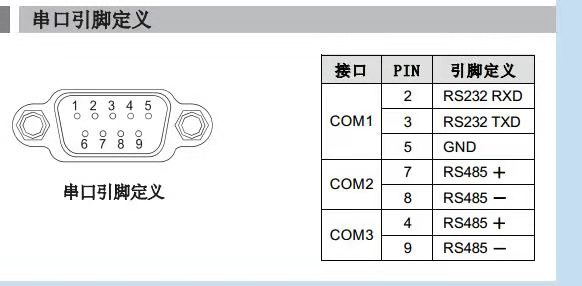 串口引脚定义
1 2 3 4 5
6 7 8 9
串口引脚定义
接口 PIN 引脚定义
COM1 2 RS232 RXD
3 RS232 TXD
5 GND
COM2 7 RS485 +
8 RS485 －
COM3 4 RS485 +
9 RS485 －